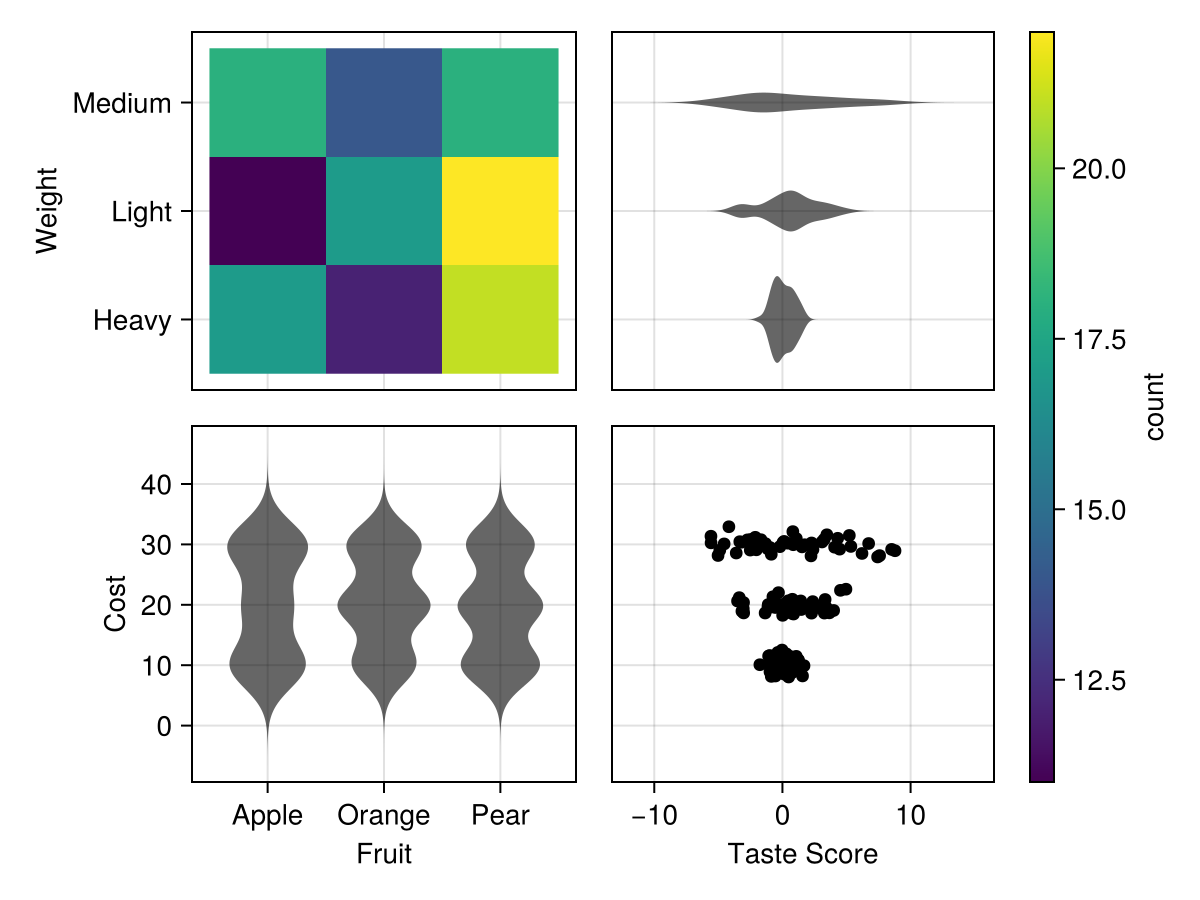 Weight
Medium
Light
Heavy
Cost
40
30
20
10
0
Apple Orange Pear
Fruit
−10 0 10
Taste Score
20.0
17.5
15.0
12.5
count